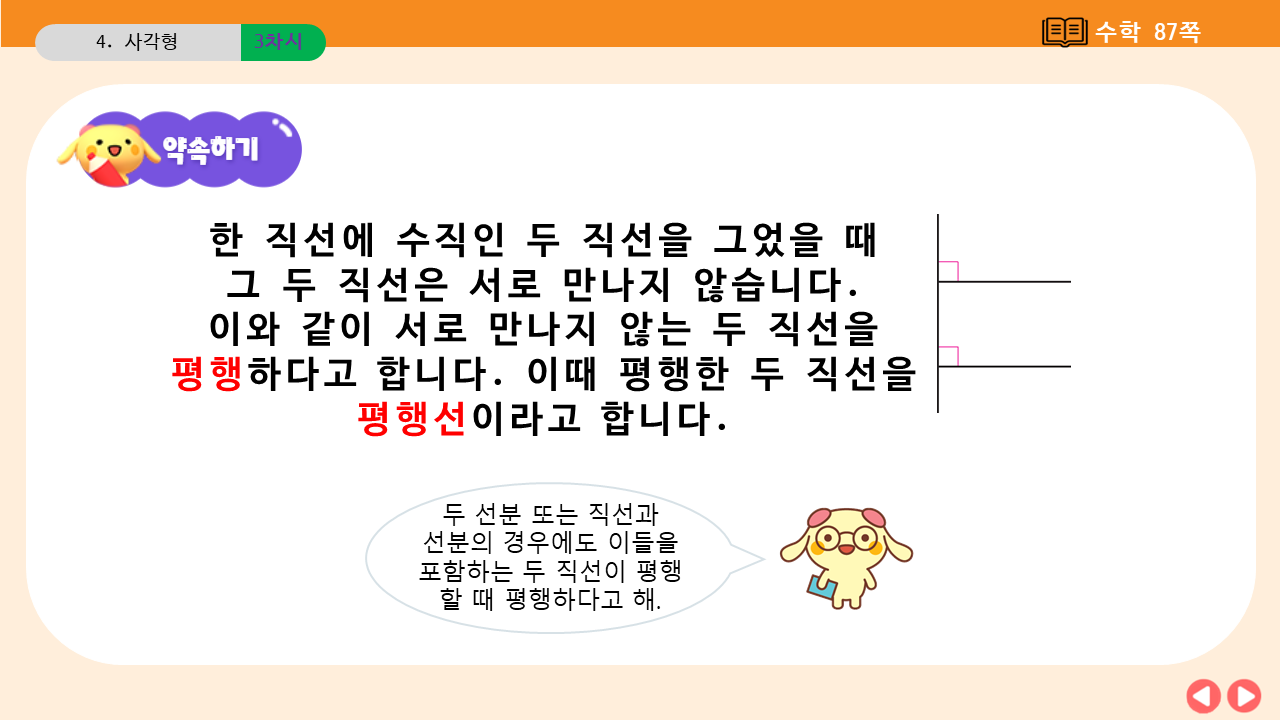 4. 사각형
3차시
수학 87쪽
약속하기
한 직선에 수직인 두 직선을 그었을 때
그 두 직선은 서로 만나지 않습니다.
이와 같이 서로 만나지 않는 두 직선을
평행하다고 합니다. 이때 평행한 두 직선을
평행선이라고 합니다.
두 선분 또는 직선과
선분의 경우에도 이들을
포함하는 두 직선이 평행
할 때 평행하다고 해.